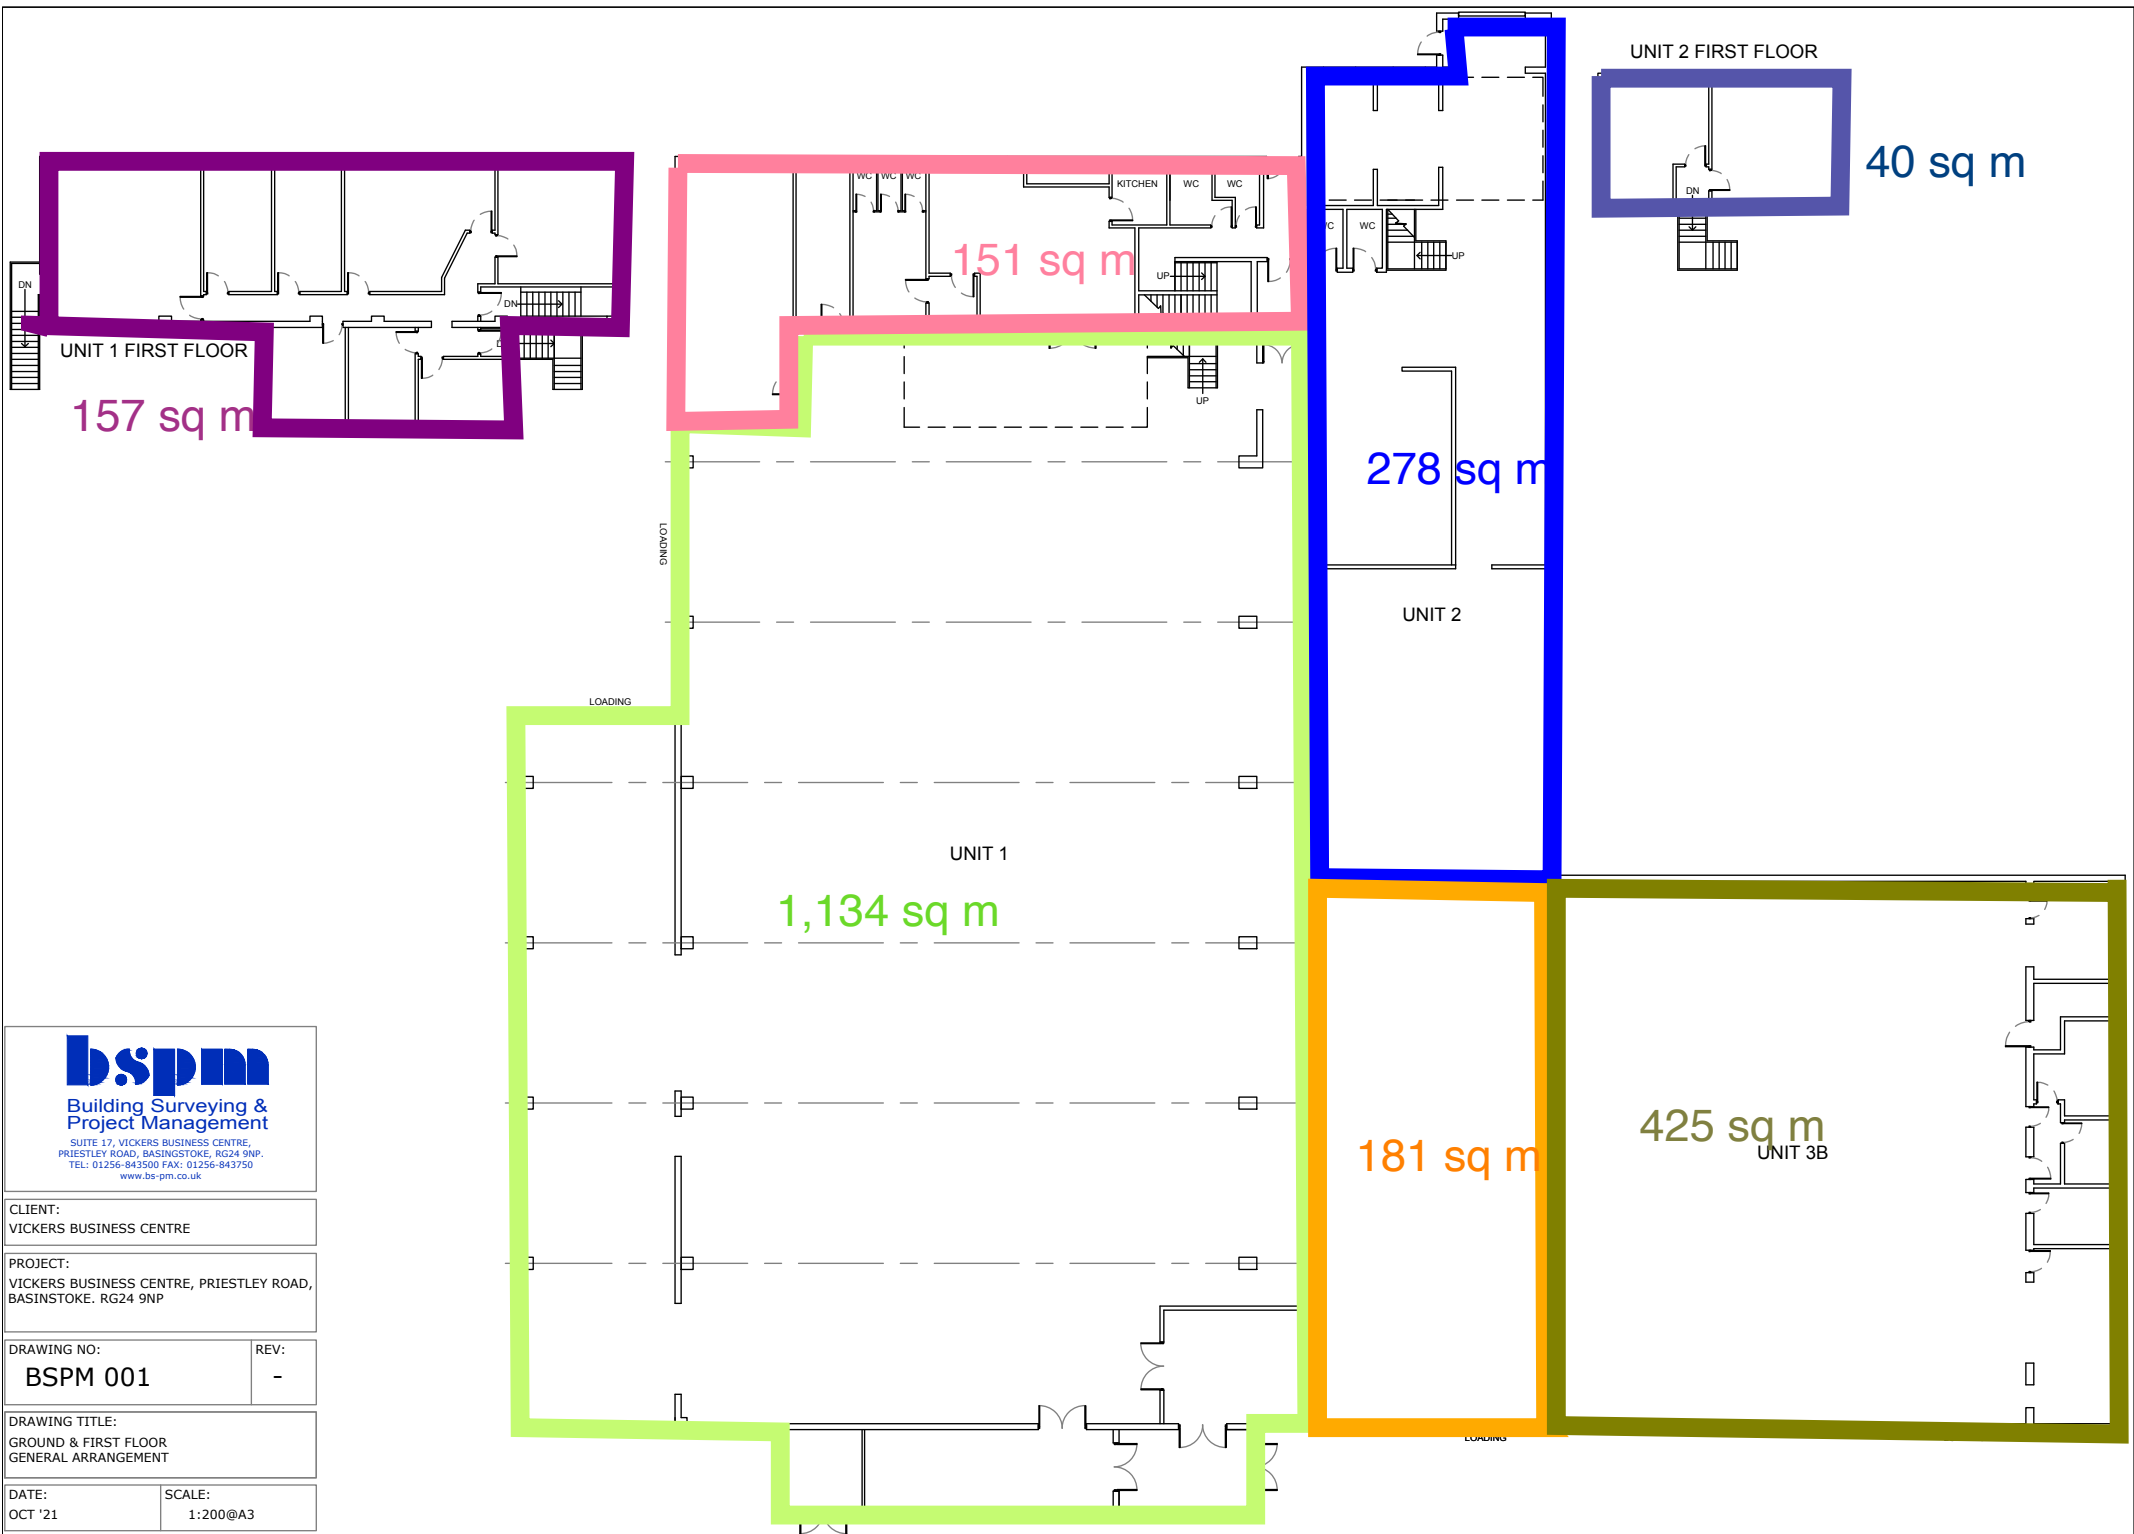 UNIT 2 FIRST FLOOR
40 sq m
DN
WC WC WC
KITCHEN
WC
WC
151 sq m
UP
UP
WC
UP
DN
DN
UNIT 1 FIRST FLOOR
157 sq m
278 sq m
LOADING
UNIT 2
LOADING
UNIT 1
1,134 sq m
181 sq m
425 sq m
UNIT 3B
LOADING
bspm
Building Surveying &
Project Management
SUITE 17, VICKERS BUSINESS CENTRE,
PRIESTLEY ROAD, BASINGSTOKE, RG24 9NP.
TEL: 01256-843500 FAX: 01256-843750
www.bs-pm.co.uk
CLIENT:
VICKERS BUSINESS CENTRE
PROJECT:
VICKERS BUSINESS CENTRE, PRIESTLEY ROAD,
BASINSTOKE. RG24 9NP
DRAWING NO:
BSPM 001
REV:
-
DRAWING TITLE:
GROUND & FIRST FLOOR
GENERAL ARRANGEMENT
DATE:
OCT '21
SCALE:
1:200@A3